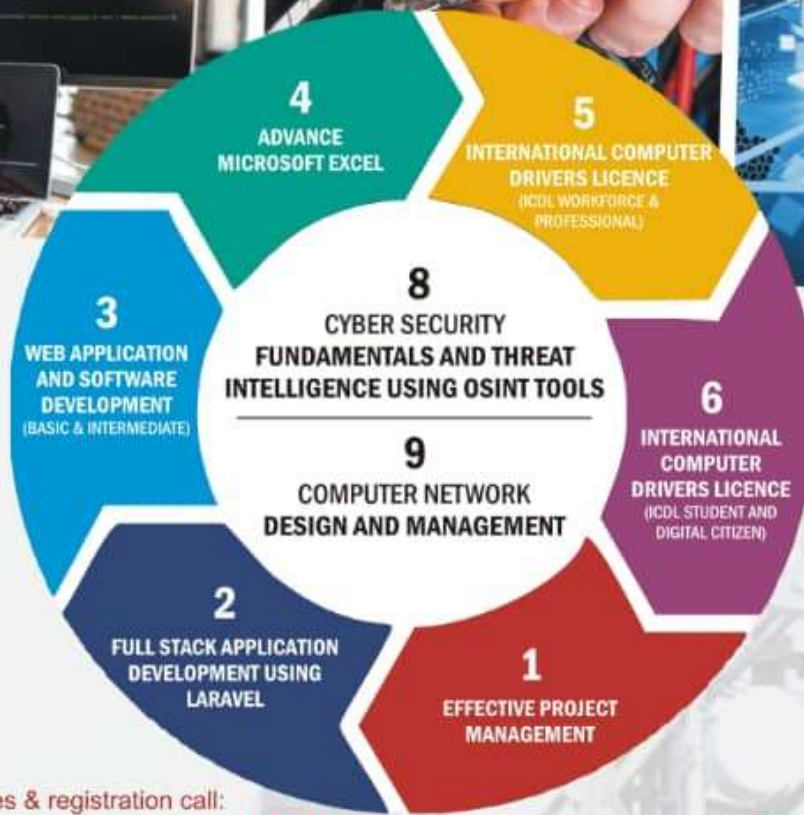 4
ADVANCE
MICROSOFT EXCEL
5
INTERNATIONAL COMPUTER
DRIVERS LICENCE
(ICDL WORKFORCE &
PROFESSIONAL)
3
WEB APPLICATION
AND SOFTWARE
DEVELOPMENT
(BASIC & INTERMEDIATE)
8
CYBER SECURITY
FUNDAMENTALS AND THREAT
INTELLIGENCE USING OSINT TOOLS
9
COMPUTER NETWORK
DESIGN AND MANAGEMENT
6
INTERNATIONAL
COMPUTER
DRIVERS LICENCE
(ICDL STUDENT AND
DIGITAL CITIZEN)
2
FULL STACK APPLICATION
DEVELOPMENT USING
LARAVEL
1
EFFECTIVE PROJECT
MANAGEMENT
& registration call: